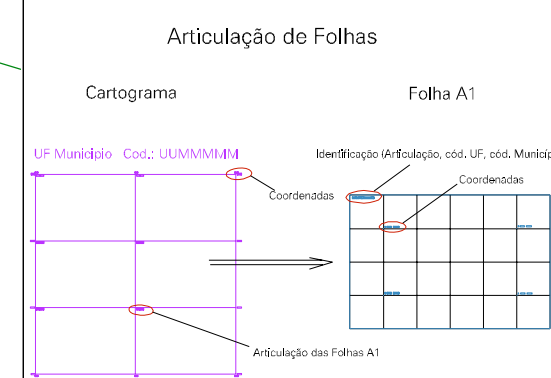 Articulação de Folhas
Cartograma
Folha A1
UF Municipio Cod.: UUMMMMM
Identificação (Articulação, cód. UF, cód. Municíp
Coordenadas
Coordenadas
Articulação das Folhas A1